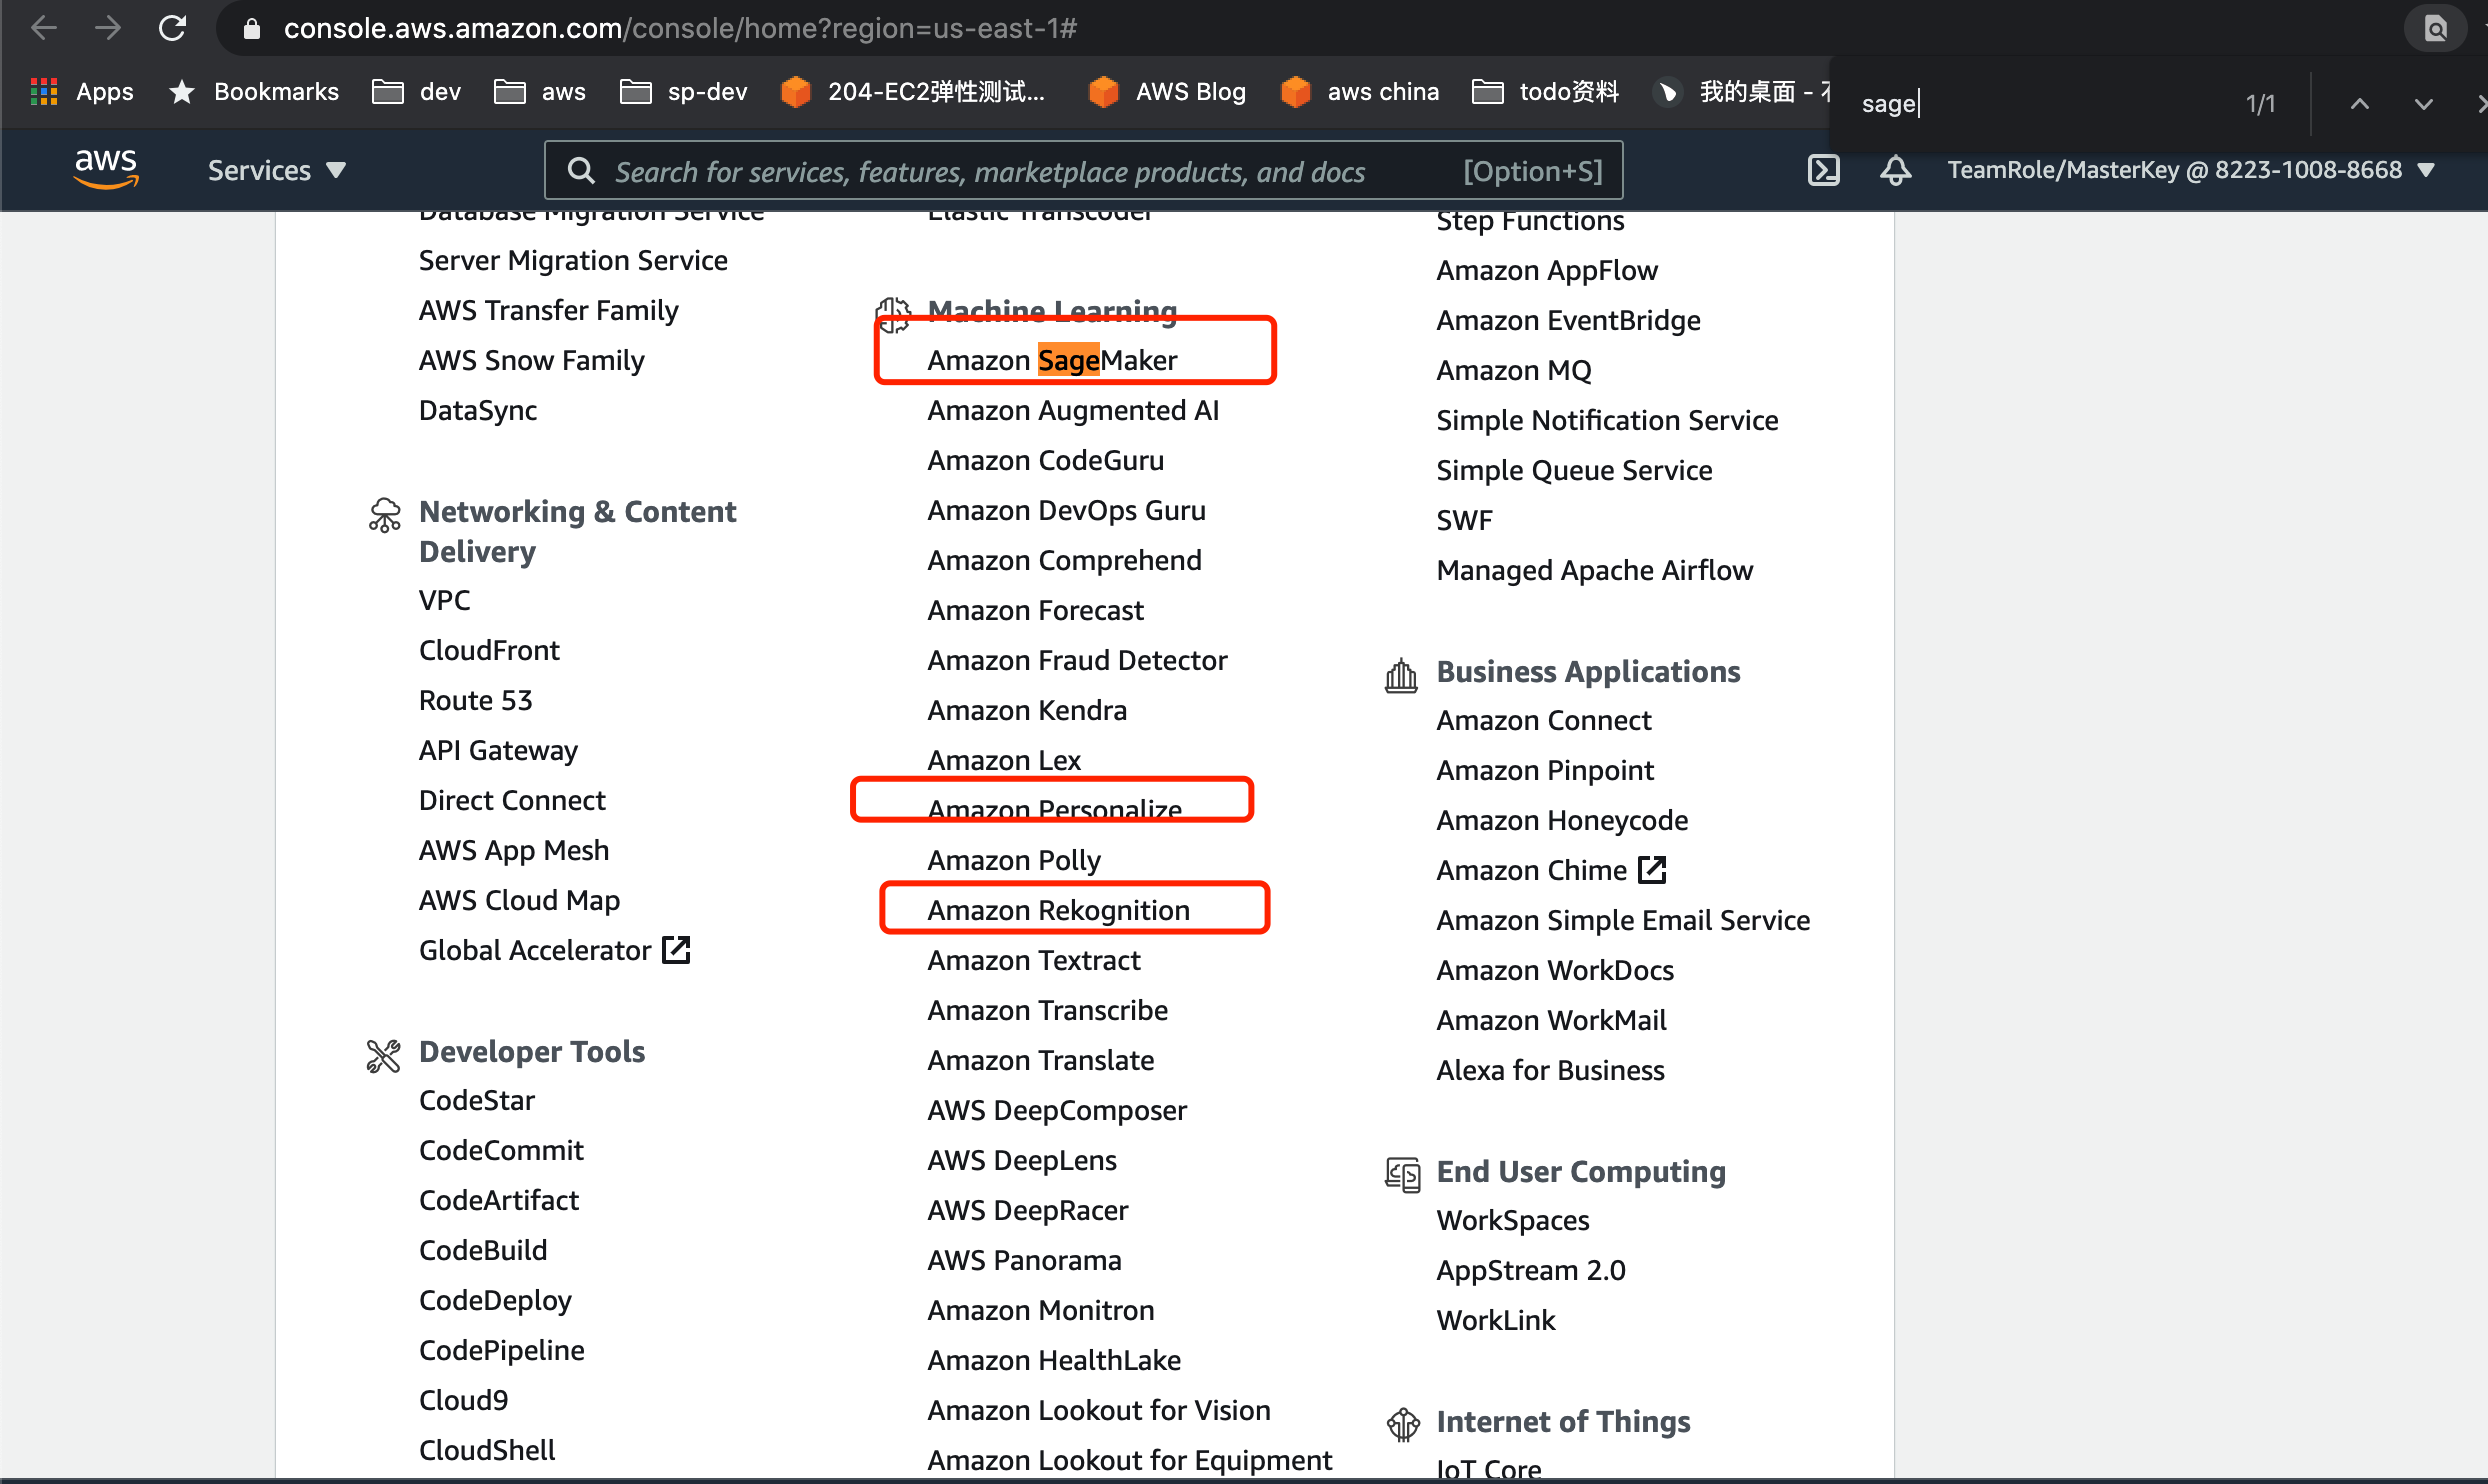 console.aws.amazon.com/console/home?region=us-east-1#
Apps
Bookmarks
dev
aws
sp-dev
204-EC2弹性测试...
AWS Blog
aws china
todo资料
我的桌面 -
sage
1/1
aws
Services
Search for services, features, marketplace products, and docs
[Option+S]
TeamRole/MasterKey @ 8223-1008-8668
Database Migration Service
Server Migration Service
AWS Transfer Family
AWS Snow Family
DataSync
Networking & Content
Delivery
VPC
CloudFront
Route 53
API Gateway
Direct Connect
AWS App Mesh
AWS Cloud Map
Global Accelerator
Developer Tools
CodeStar
CodeCommit
CodeArtifact
CodeBuild
CodeDeploy
CodePipeline
Cloud9
CloudShell
Elastic Transcoder
Machine Learning
Amazon SageMaker
Amazon Augmented AI
Amazon CodeGuru
Amazon DevOps Guru
Amazon Comprehend
Amazon Forecast
Amazon Fraud Detector
Amazon Kendra
Amazon Lex
Amazon Personalize
Amazon Polly
Amazon Rekognition
Amazon Textract
Amazon Transcribe
Amazon Translate
AWS DeepComposer
AWS DeepLens
AWS DeepRacer
AWS Panorama
Amazon Monitron
Amazon HealthLake
Amazon Lookout for Vision
Amazon Lookout for Equipment
Step Functions
Amazon AppFlow
Amazon EventBridge
Amazon MQ
Simple Notification Service
Simple Queue Service
SWF
Managed Apache Airflow
Business Applications
Amazon Connect
Amazon Pinpoint
Amazon Honeycode
Amazon Chime
Amazon Simple Email Service
Amazon WorkDocs
Amazon WorkMail
Alexa for Business
End User Computing
WorkSpaces
AppStream 2.0
WorkLink
Internet of Things
IoT Core